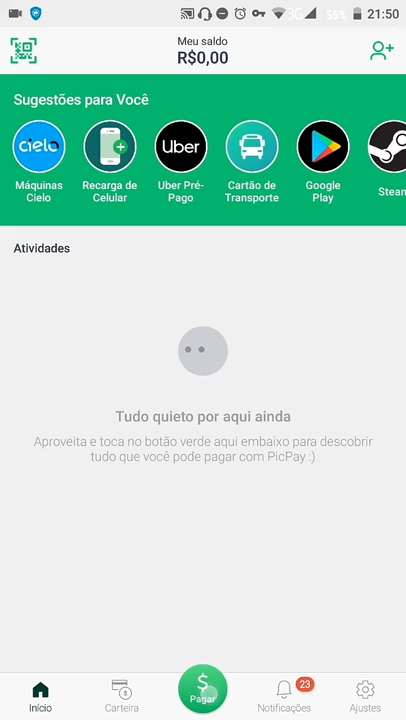 3G
55%
21:50
Meu saldo
R$0,00
Sugestões para Você
cielo
Uber
Máquinas
Cielo
Recarga de
Celular
Uber Pré-
Pago
Cartão de
Transporte
Google
Play
Steam
Atividades
Tudo quieto por aqui ainda
Aproveita e toca no botão verde aqui embaixo para descobrir
tudo que você pode pagar com PicPay :)
$
Pagar
23
Início
Carteira
Notificações
Ajustes